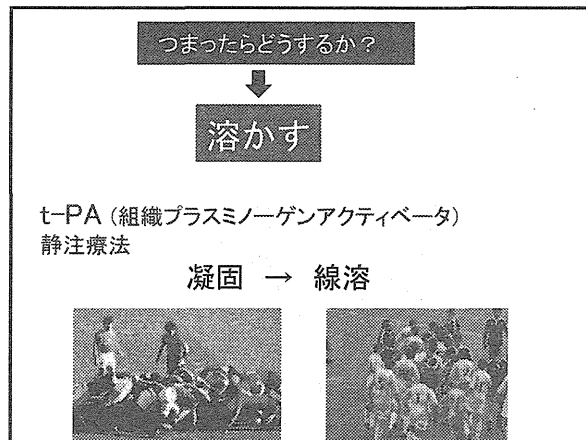 つまったらどうするか？
溶かす
t-PA（組織プラスミノーゲンアクティベータ）
静注療法
凝固 → 線溶